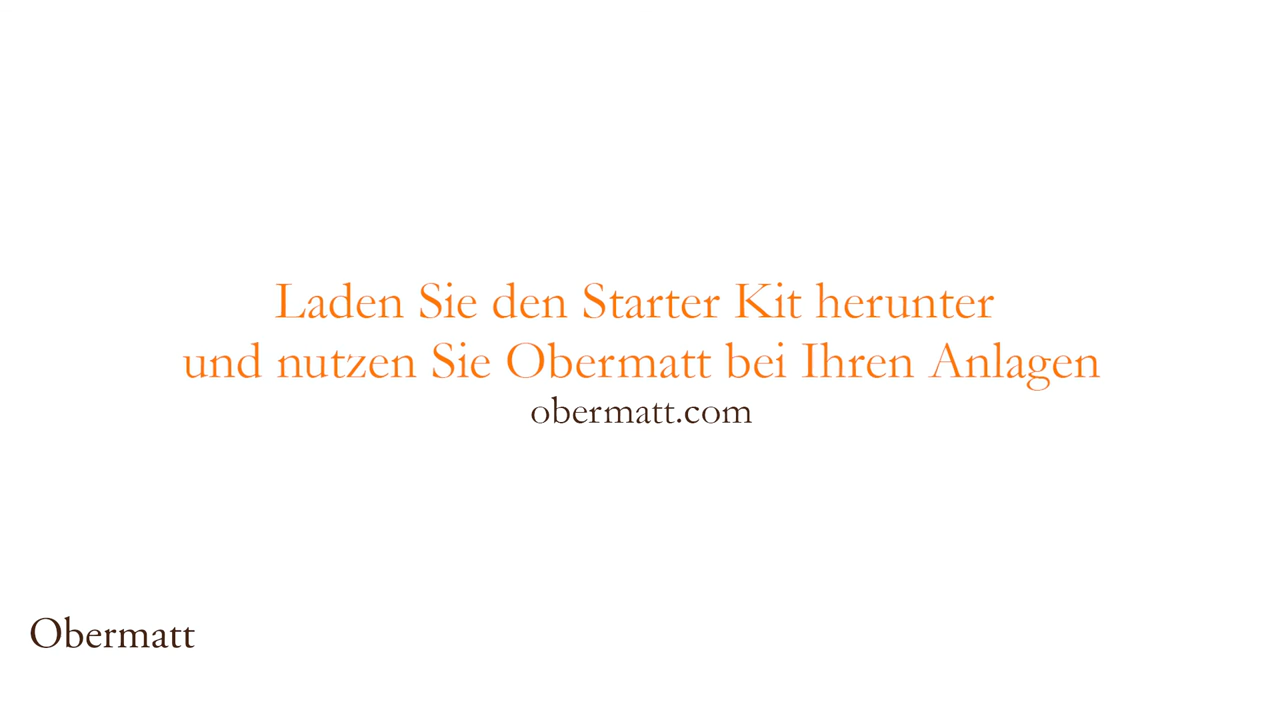 Laden Sie den Starter Kit herunter
und nutzen Sie Obermatt bei Ihren Anlagen
obermatt.com
Obermatt